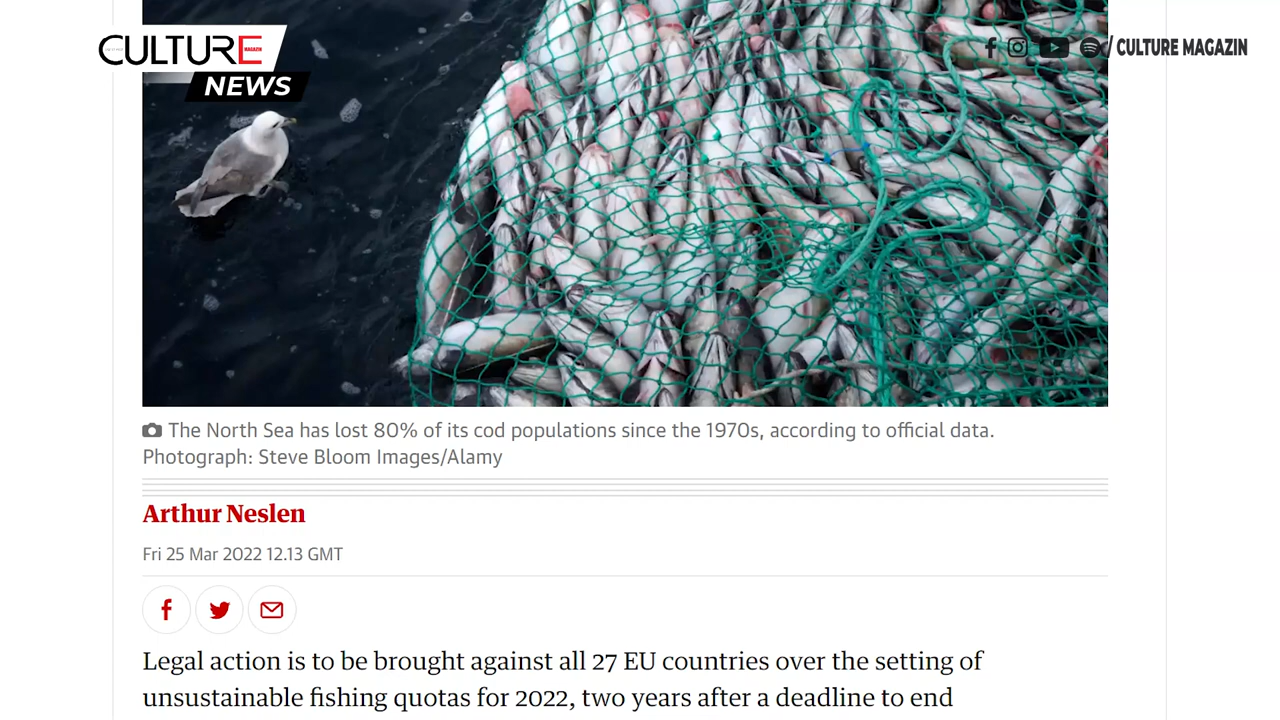 CULTURE MAGAZIN
NEWS
/ CULTURE MAGAZIN
The North Sea has lost 80% of its cod populations since the 1970s, according to official data.
Photograph: Steve Bloom Images/Alamy
Arthur Neslen
Fri 25 Mar 2022 12.13 GMT
Legal action is to be brought against all 27 EU countries over the setting of
unsustainable fishing quotas for 2022, two years after a deadline to end